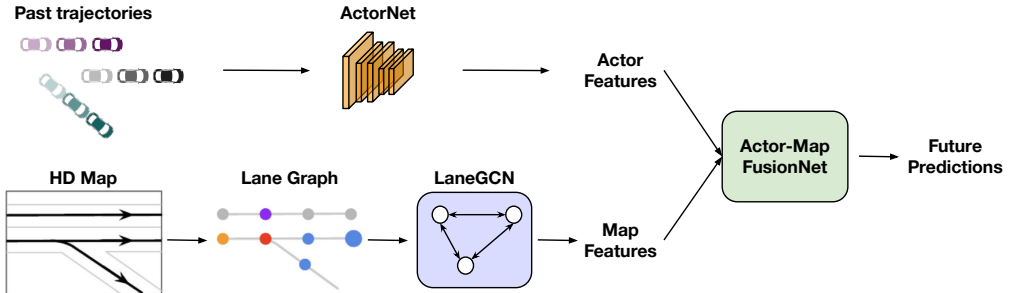 Past trajectories
ActorNet
Actor
Features
Actor-Map
FusionNet
Future
Predictions
HD Map
Lane Graph
LaneGCN
Map
Features